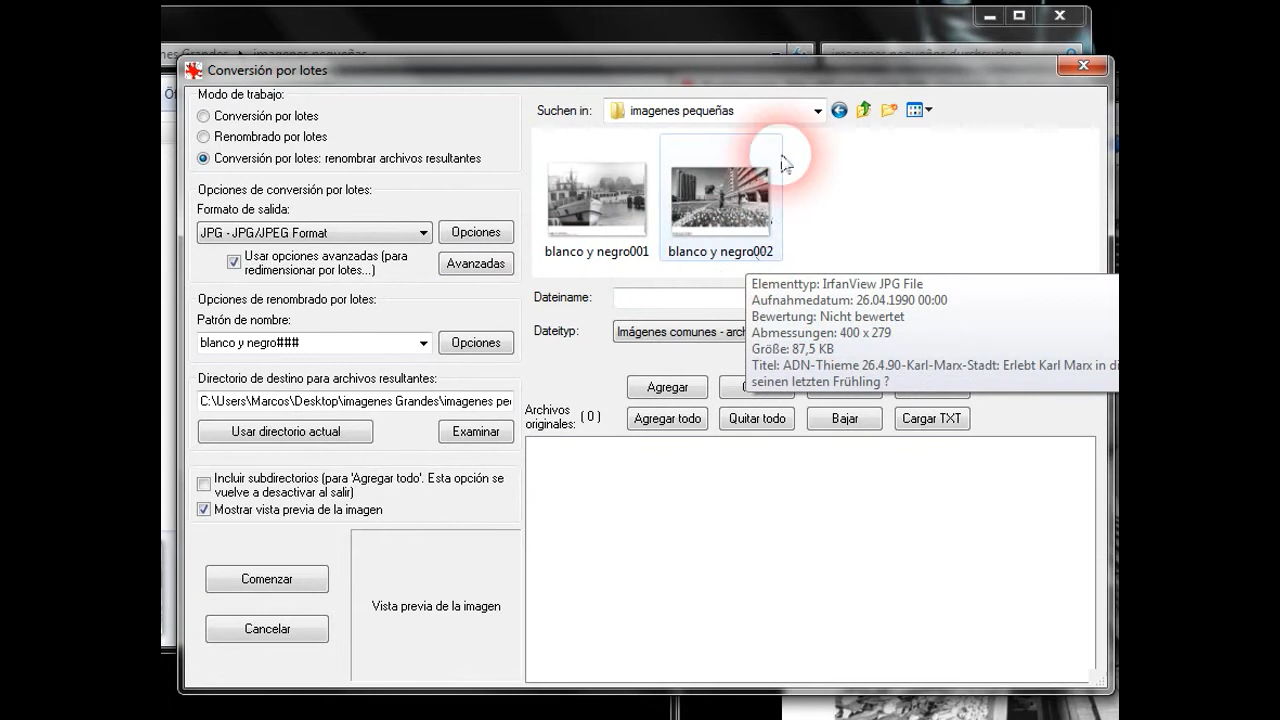 imagenes pequeñas
Conversión por lotes
Modo de trabajo:
Conversión por lotes
Renombrado por lotes
Conversión por lotes: renombrar archivos resultantes
Opciones de conversión por lotes:
Formato de salida:
JPG - JPG/JPEG Format
Opciones
Usar opciones avanzadas (para
redimensionar por lotes...)
Avanzadas
Opciones de renombrado por lotes:
Patrón de nombre:
blanco y negro###
Opciones
Directorio de destino para archivos resultantes:
C:\Users\Marcos\Desktop\imagenes Grandes\imagenes pe
Usar directorio actual
Examinar
Incluir subdirectorios (para 'Agregar todo'. Esta opción se
vuelve a desactivar al salir)
Mostrar vista previa de la imagen
Comenzar
Cancelar
Vista previa de la imagen
Suchen in:
imagenes pequeñas
blanco y negro001
blanco y negro002
Dateiname:
Dateityp:
Imágenes comunes - arch
Elementtyp: IrfanView JPG File
Aufnahmedatum: 26.04.1990 00:00
Bewertung: Nicht bewertet
Abmessungen: 400 x 279
Größe: 87,5 KB
Titel: ADN-Thieme 26.4.90-Karl-Marx-Stadt: Erlebt Karl Marx in di
seinen letzten Frühling ?
Agregar
Archivos
originales:
( 0 )
Agregar todo
Quitar todo
Bajar
Cargar TXT